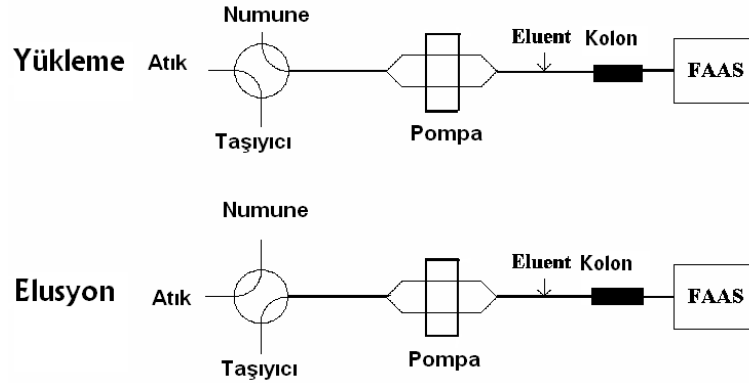 Numune
Eluent Kolon
Yükleme Atık
FAAS
Taşıyıcı
Pompa
Numune
Eluent Kolon
Elusyon Atık
FAAS
Taşıyıcı
Pompa